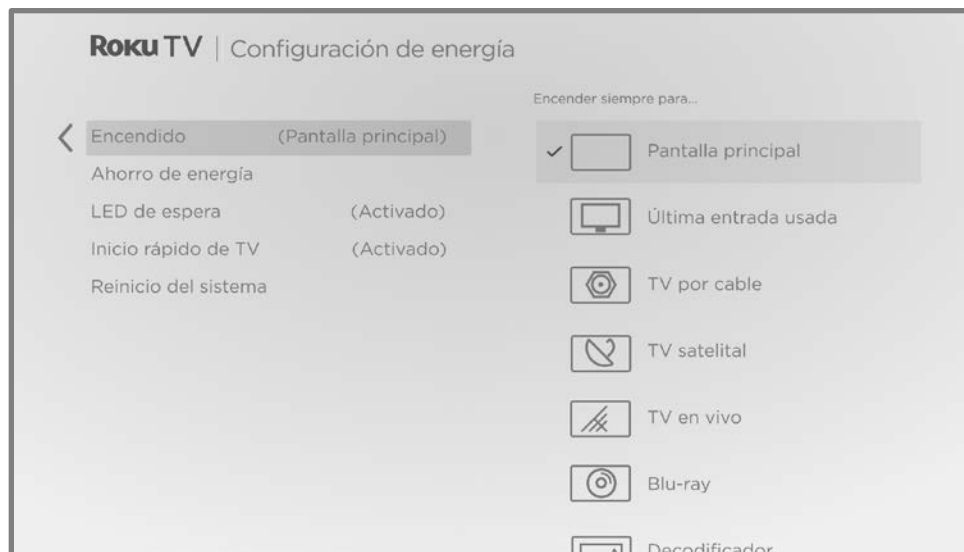 Roku TV | Configuración de energía
Encender siempre para...
Encendido (Pantalla principal)
Ahorro de energía
LED de espera (Activado)
Inicio rápido de TV (Activado)
Reinicio del sistema
Pantalla principal
Última entrada usada
TV por cable
TV satelital
TV en vivo
Blu-ray
Decodificador